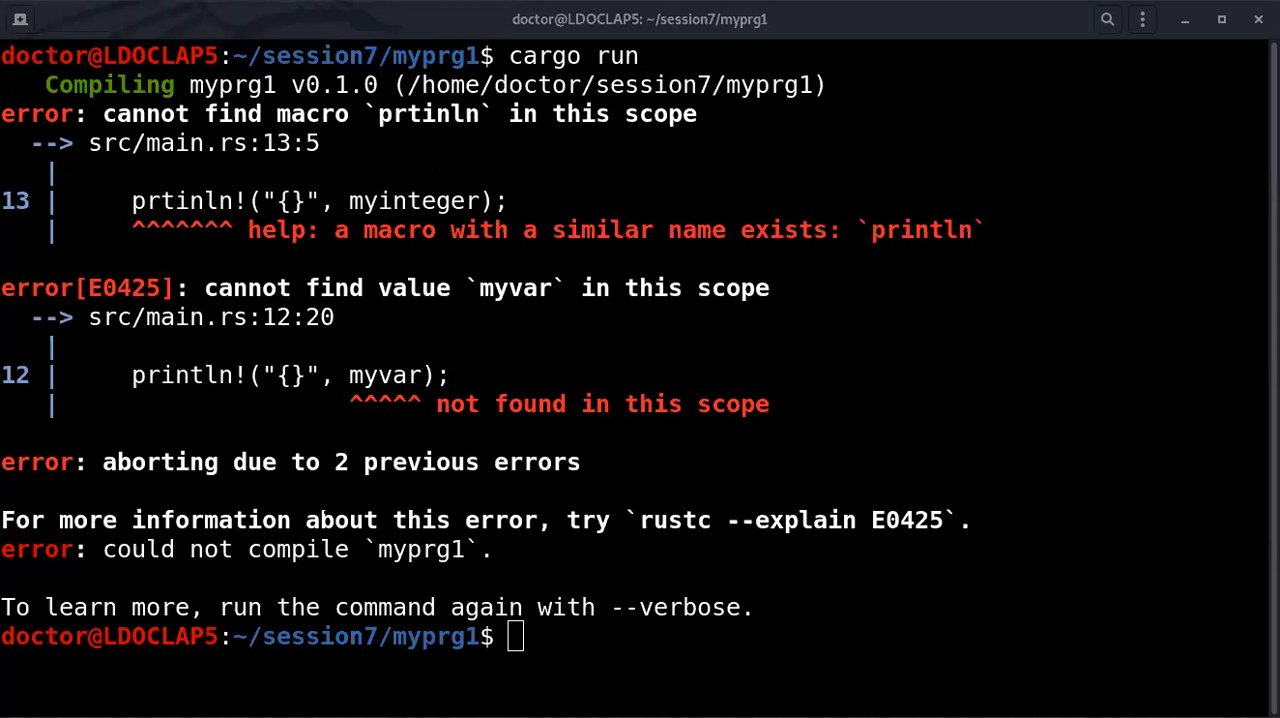 doctor@LDOCLAP5: ~/session7/myprg1
doctor@LDOCLAP5:~/session7/myprg1$ cargo run
   Compiling myprg1 v0.1.0 (/home/doctor/session7/myprg1)
error: cannot find macro `prtinln` in this scope
  --> src/main.rs:13:5
   |
13 |     prtinln!("{}", myinteger);
   |     ^^^^^^^ help: a macro with a similar name exists: `println`

error[E0425]: cannot find value `myvar` in this scope
  --> src/main.rs:12:20
   |
12 |     println!("{}", myvar);
   |                    ^^^^^ not found in this scope

error: aborting due to 2 previous errors

For more information about this error, try `rustc --explain E0425`.
error: could not compile `myprg1`.

To learn more, run the command again with --verbose.
doctor@LDOCLAP5:~/session7/myprg1$